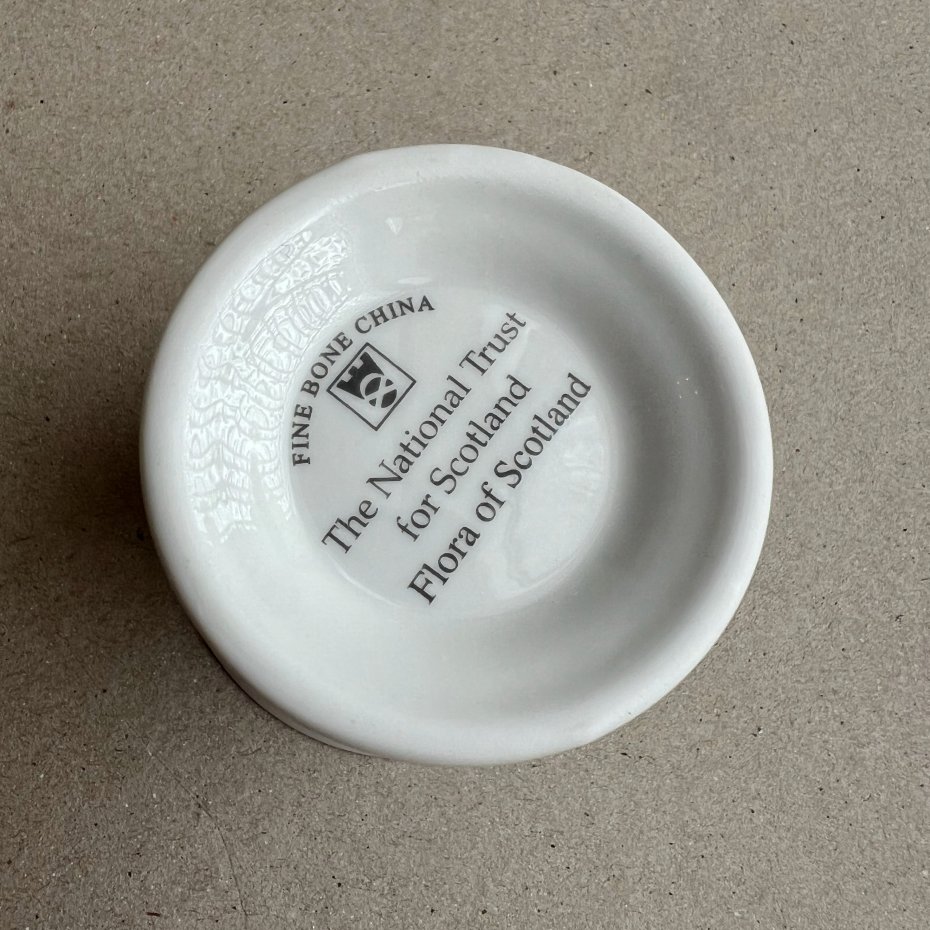 FINE BONE CHINA
The National Trust
for Scotland
Flora of Scotland